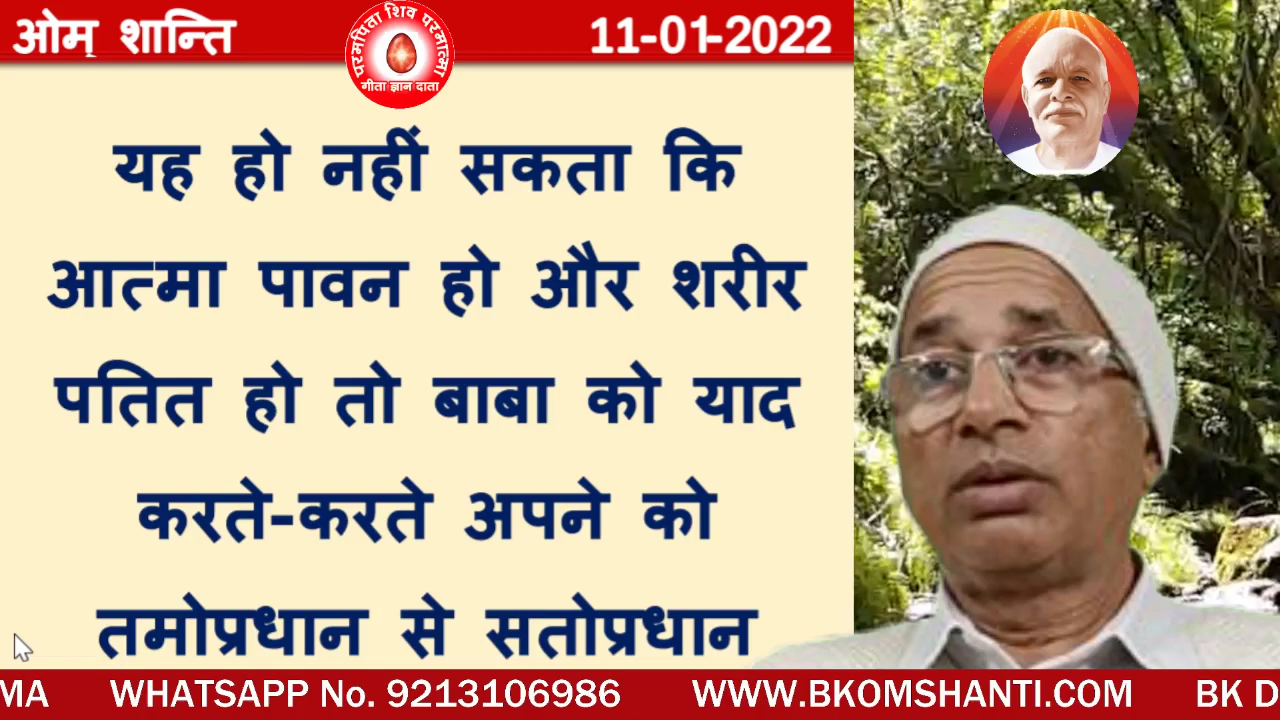 ओम् शान्ति
परमपिता शिव परमात्मा
गीता ज्ञान दाता
11-01-2022
यह हो नहीं सकता कि
आत्मा पावन हो और शरीर
पतित हो तो बाबा को याद
करते-करते अपने को
तमोप्रधान से सतोप्रधान
MA WHATSAPP No. 9213106986 WWW.BKOMSHANTI.COM BK D